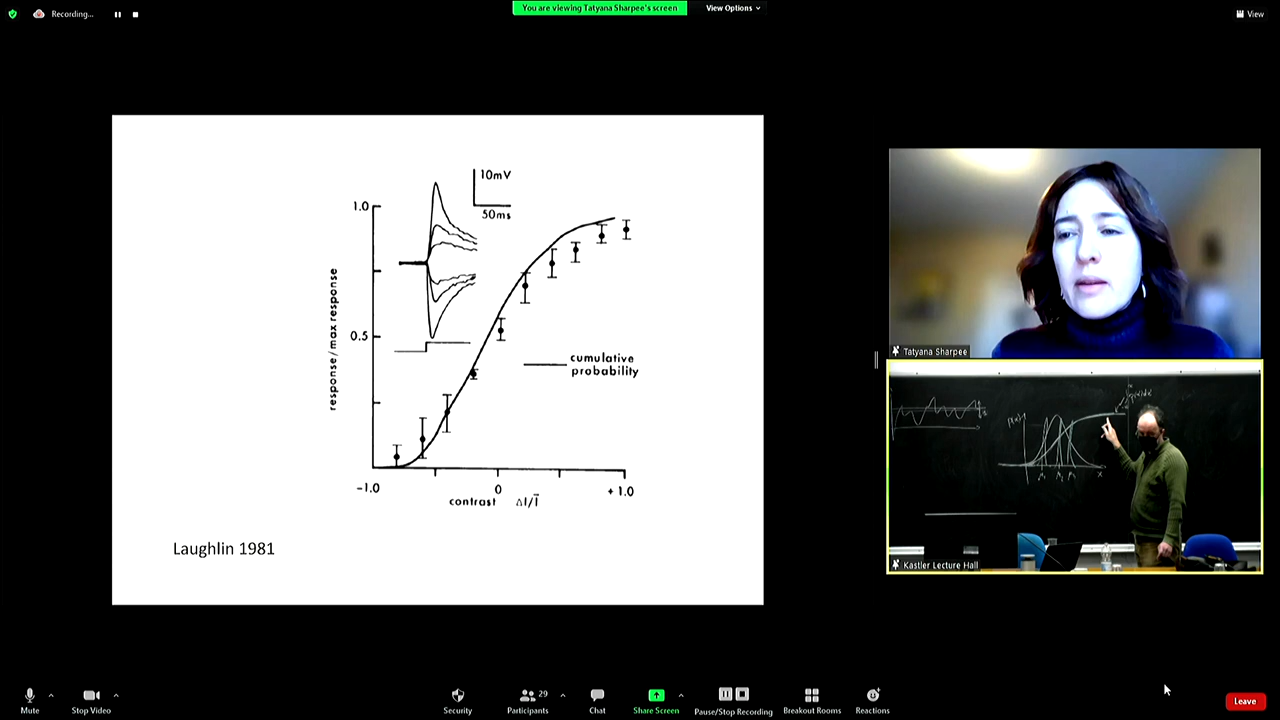 Recording...
You are viewing Tatyana Sharpee's screen
View Options
View
10mV
50ms
1.0
0.5
response/max response
cumulative
probability
-1.0
0
+1.0
contrast ΔI/Ī
Laughlin 1981
Tatyana Sharpee
Kastler Lecture Hall
Mute
Stop Video
Security
Participants
29
Chat
Share Screen
Pause/Stop Recording
Breakout Rooms
Reactions
Leave